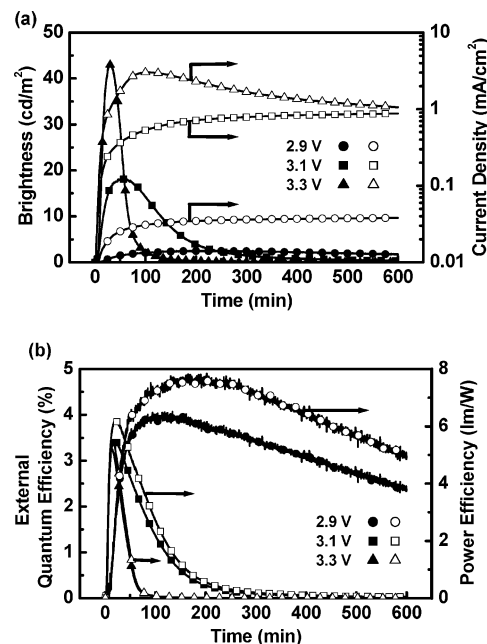 (a)
50
40
30
20
10
0
Brightness (cd/m²)
10
1
0.1
0.01
Current Density (mA/cm²)
2.9 V
3.1 V
3.3 V
0 100 200 300 400 500 600
Time (min)
(b)
5
4
3
2
1
0
External
Quantum Efficiency (%)
8
6
4
2
0
Power Efficiency (lm/W)
2.9 V
3.1 V
3.3 V
0 100 200 300 400 500 600
Time (min)